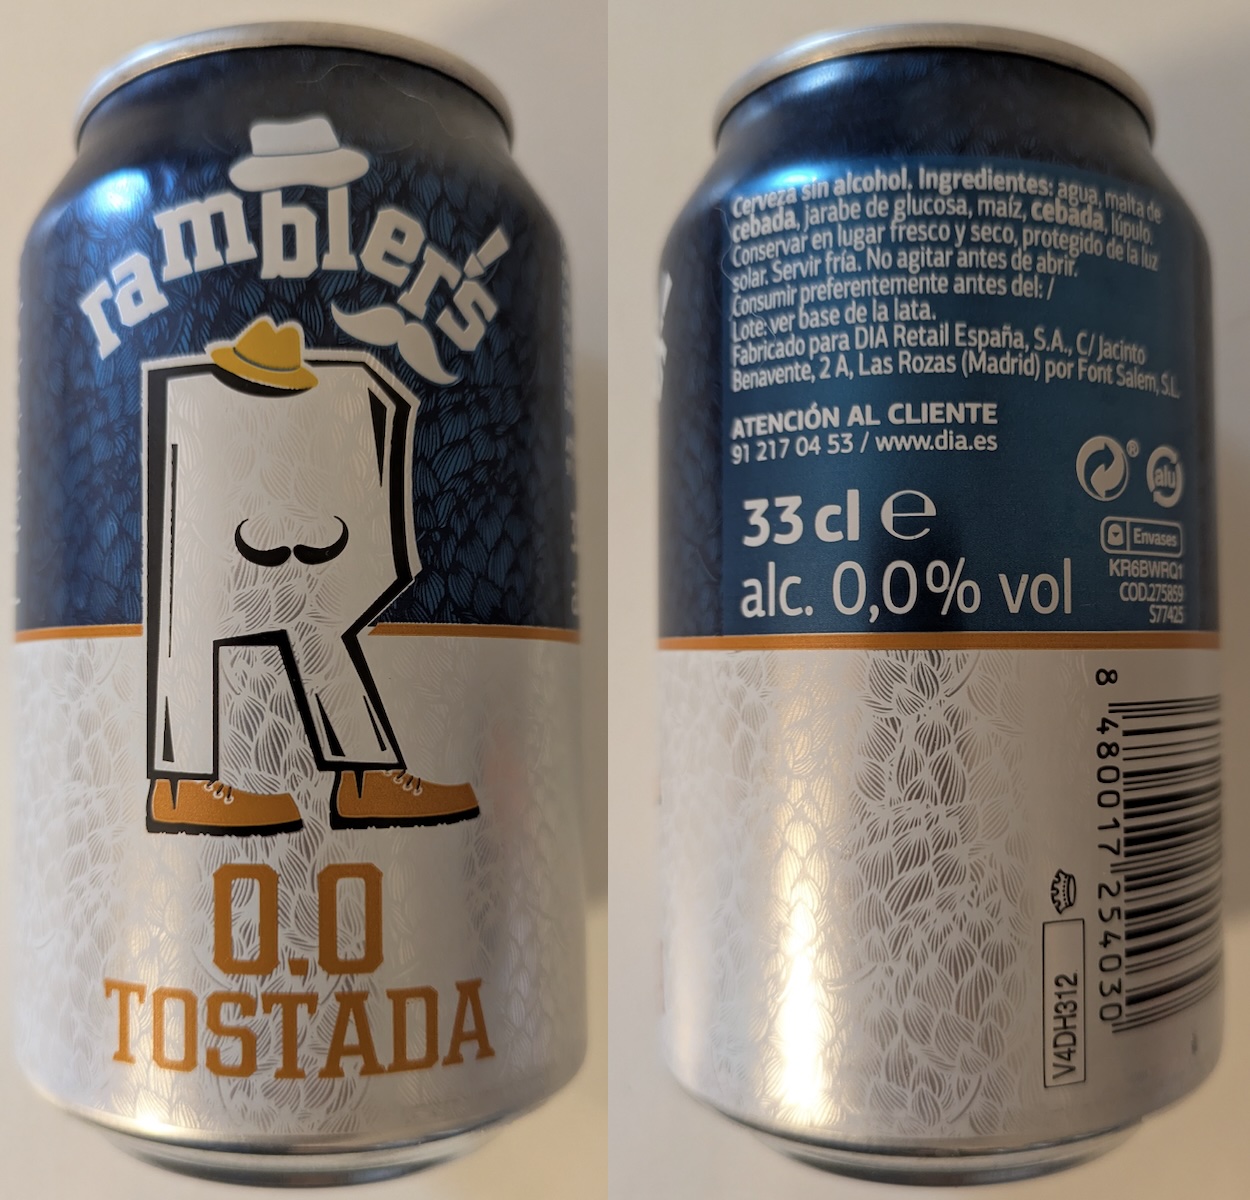 rambler's
0.0
TOSTADA
Cerveza sin alcohol. Ingredientes: agua, malta de
cebada, jarabe de glucosa, maíz, cebada, lúpulo.
Conservar en lugar fresco y seco, protegido de la luz
solar. Servir fría. No agitar antes de abrir.
Consumir preferentemente antes del: /
Lote: ver base de la lata.
Fabricado para DIA Retail España, S.A., C/ Jacinto
Benavente, 2 A, Las Rozas (Madrid) por Font Salem, S.L.
ATENCIÓN AL CLIENTE
91 217 04 53 / www.dia.es
33 cl ℮
alc. 0,0% vol
®
alu
Envases
KR6BWRQ1
COD.275859
S77425
8 480017 254030
V4DH312